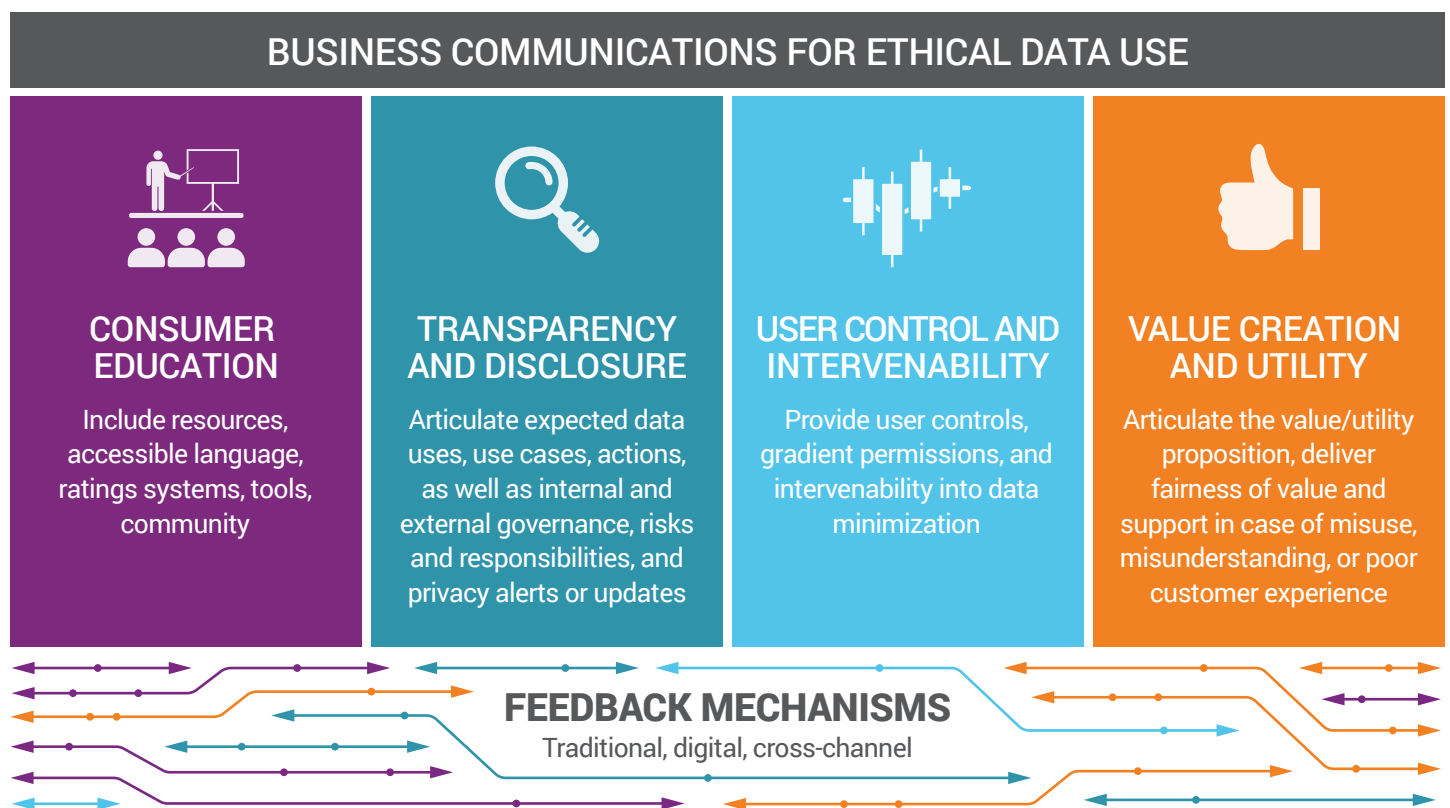 BUSINESS COMMUNICATIONS FOR ETHICAL DATA USE
CONSUMER
EDUCATION
Include resources,
accessible language,
ratings systems, tools,
community
TRANSPARENCY
AND DISCLOSURE
Articulate expected data
uses, use cases, actions,
as well as internal and
external governance, risks
and responsibilities, and
privacy alerts or updates
USER CONTROL AND
INTERVENABILITY
Provide user controls,
gradient permissions, and
intervenability into data
minimization
VALUE CREATION
AND UTILITY
Articulate the value/utility
proposition, deliver
fairness of value and
support in case of misuse,
misunderstanding, or poor
customer experience
FEEDBACK MECHANISMS
Traditional, digital, cross-channel